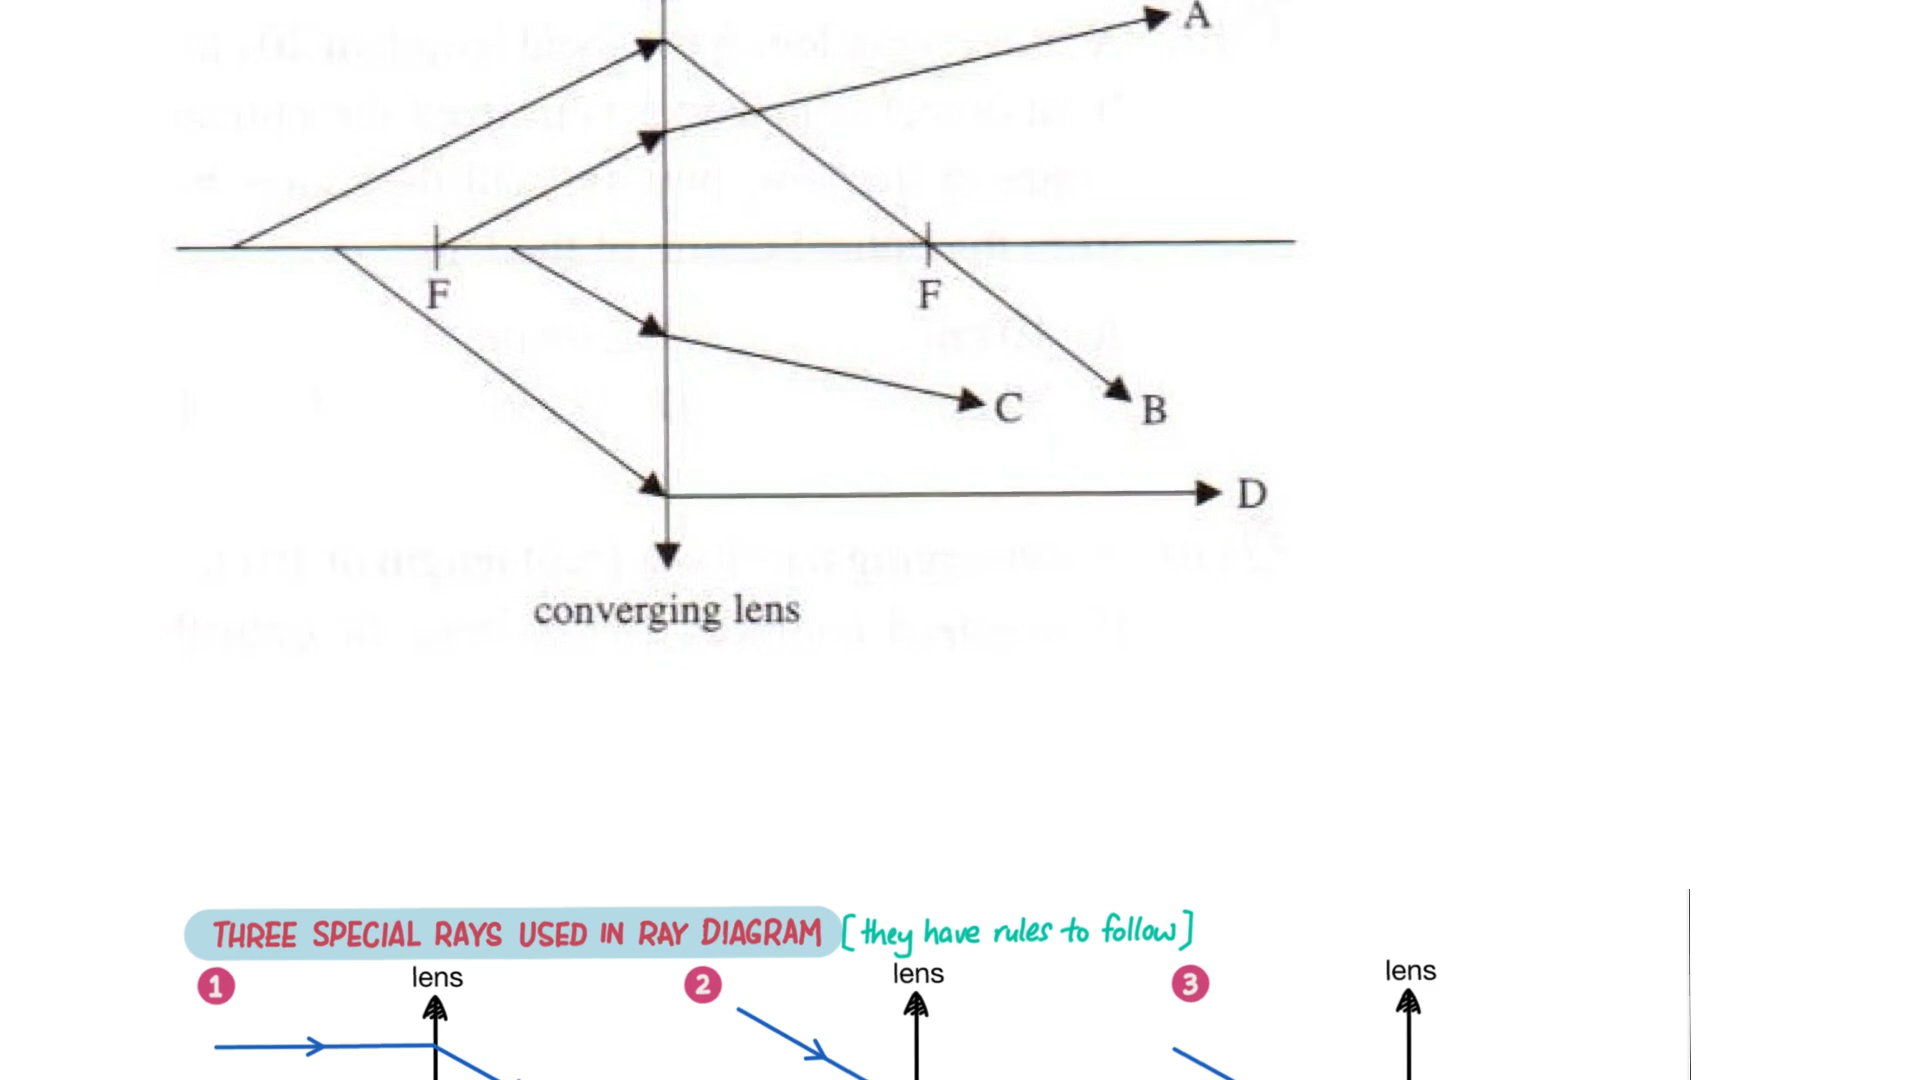 A
F
F
C
B
D
converging lens
THREE SPECIAL RAYS USED IN RAY DIAGRAM [they have rules to follow]
1
lens
2
lens
3
lens